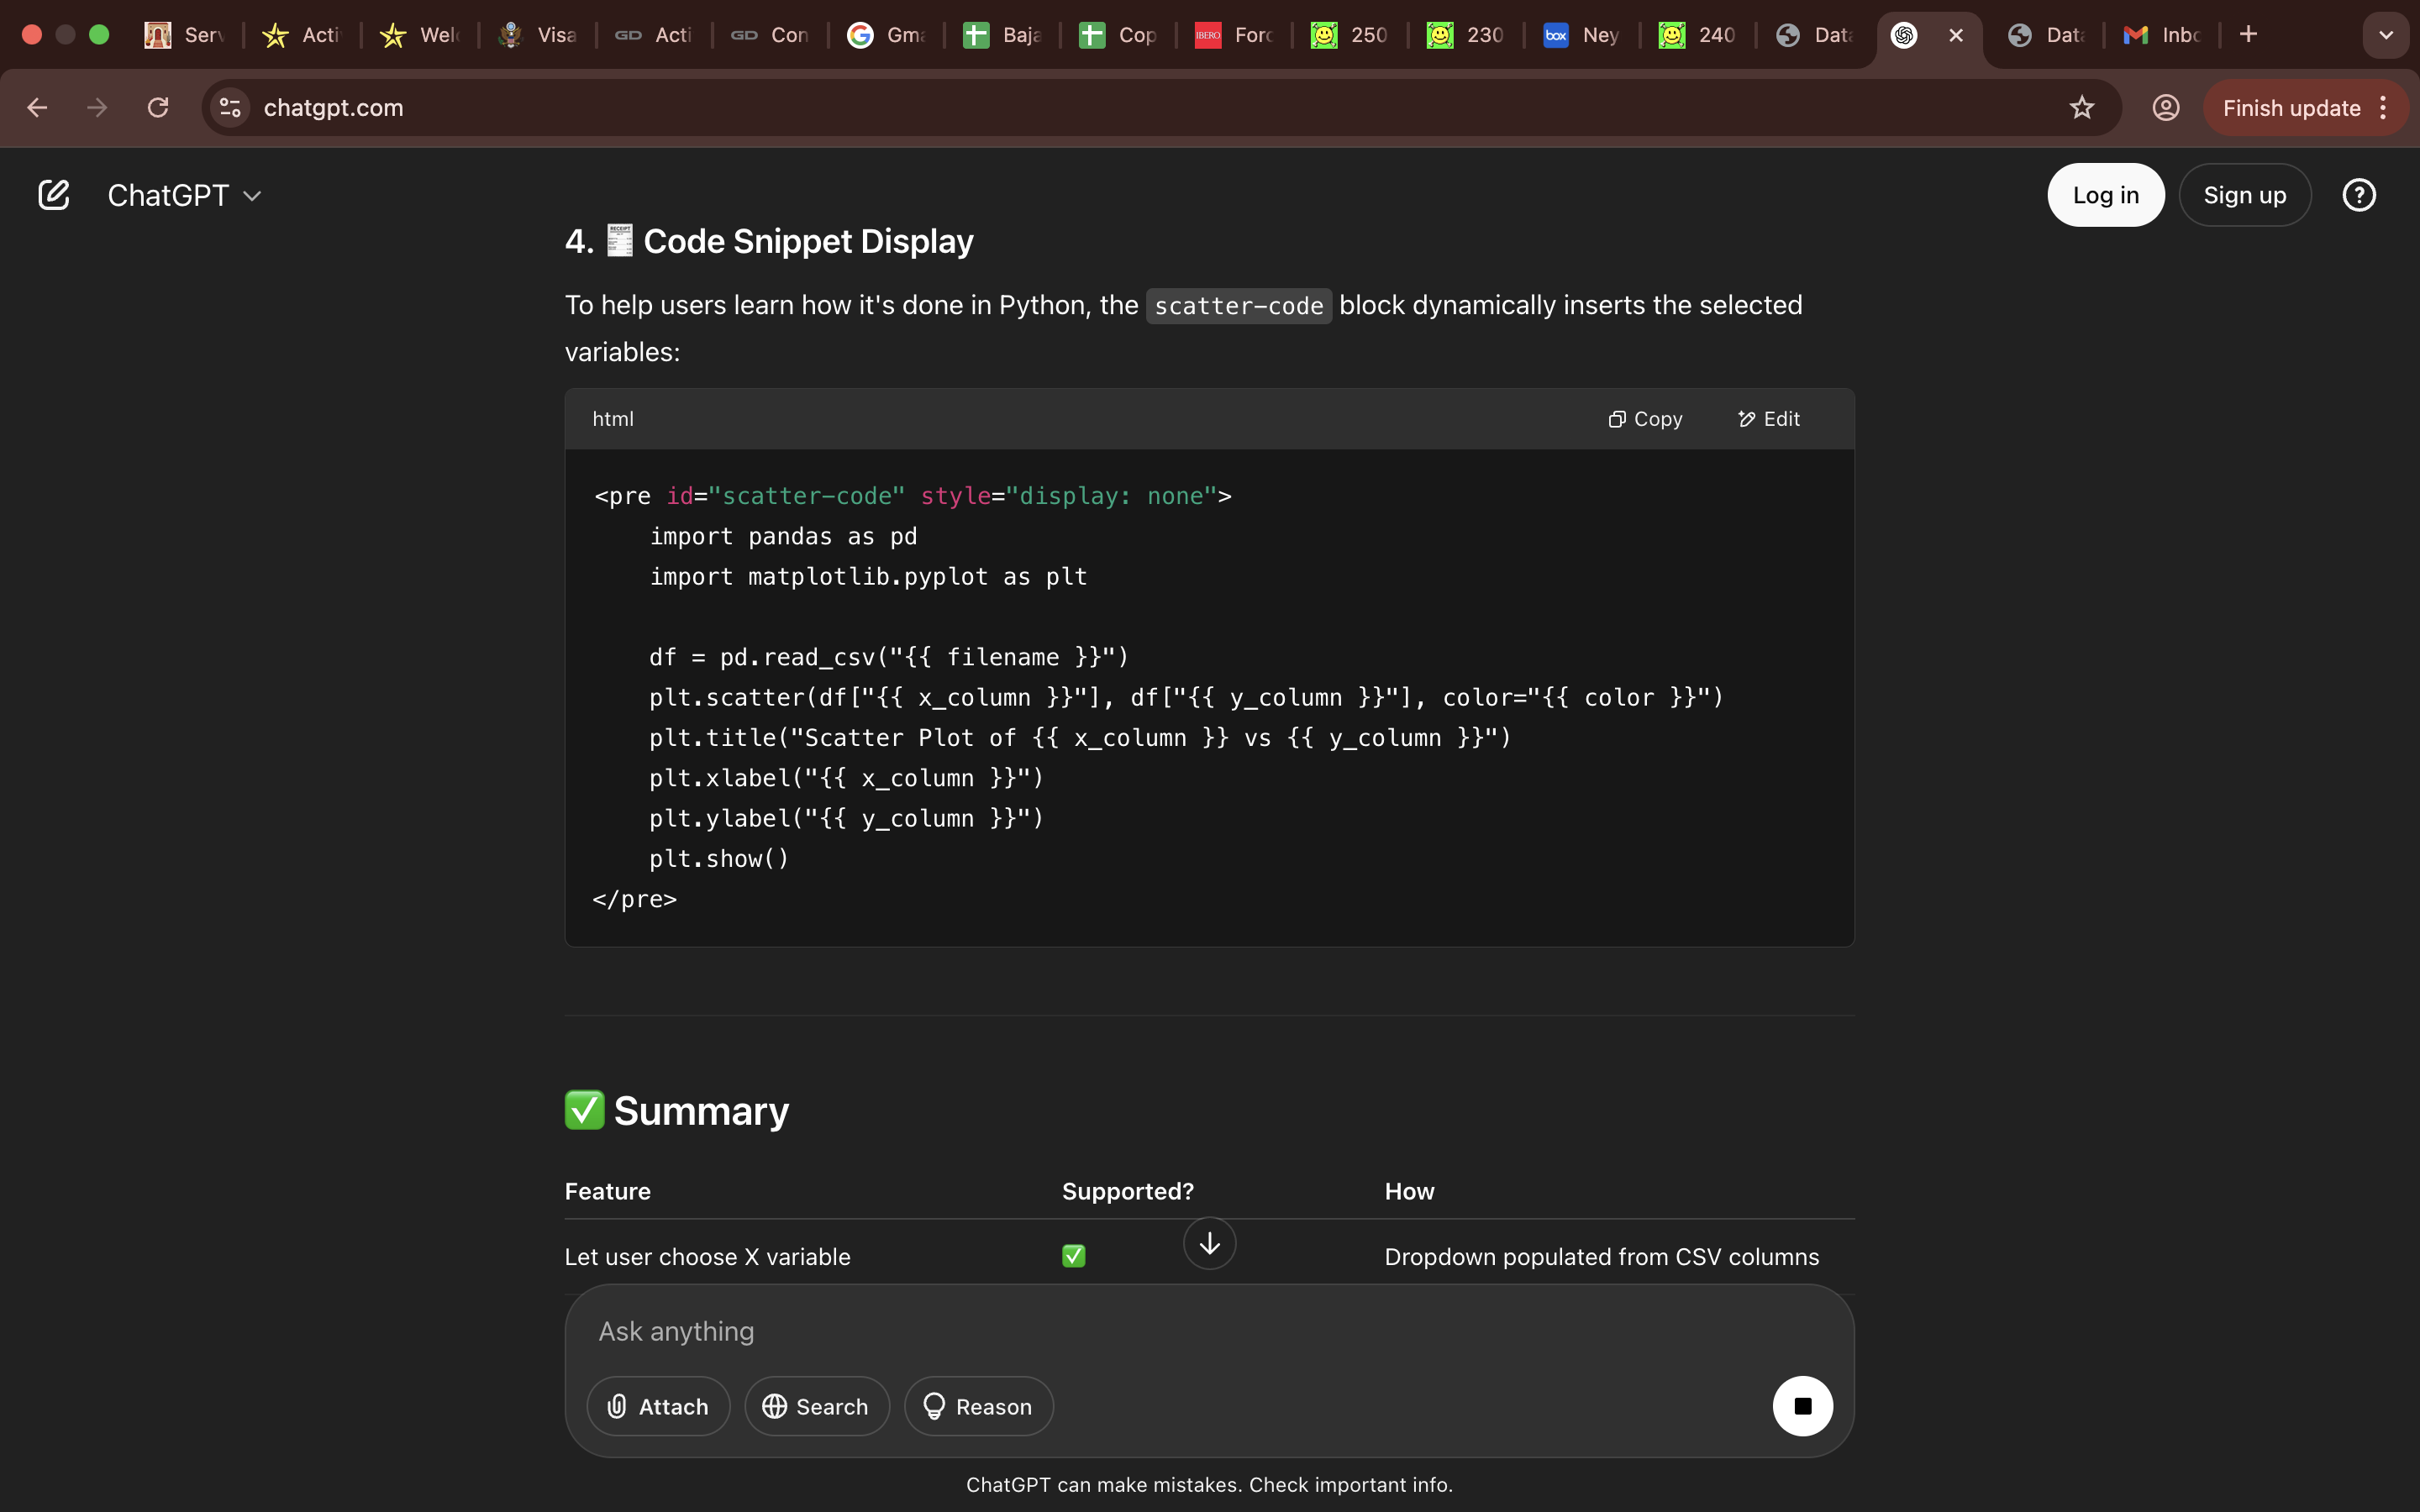 Serv
Acti
Wel
Visa
GD Acti
GD Con
Gma
Baja
Cop
IBERO Forc
250
230
box Ney
240
Data
Data
Inbo
chatgpt.com
Finish update
ChatGPT
Log in
Sign up
4. RECEIPT Code Snippet Display
To help users learn how it's done in Python, the scatter-code block dynamically inserts the selected
variables:
html
Copy
Edit
<pre id="scatter-code" style="display: none">
    import pandas as pd
    import matplotlib.pyplot as plt
    df = pd.read_csv("{{ filename }}")
    plt.scatter(df["{{ x_column }}"], df["{{ y_column }}"], color="{{ color }}")
    plt.title("Scatter Plot of {{ x_column }} vs {{ y_column }}")
    plt.xlabel("{{ x_column }}")
    plt.ylabel("{{ y_column }}")
    plt.show()
</pre>
✅ Summary
Feature Supported? How
Let user choose X variable ✅ Dropdown populated from CSV columns
Ask anything
Attach
Search
Reason
ChatGPT can make mistakes. Check important info.